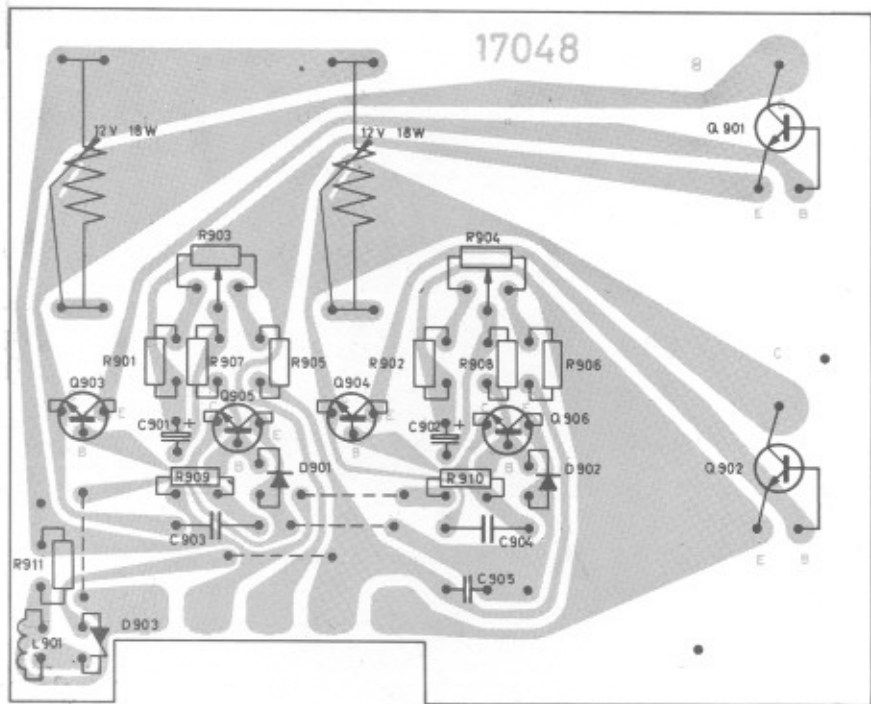 17048
8
12V 18W
12V 18W
Q901
E
B
R903
R904
R901
R907
R905
R902
R908
R906
C
Q903
Q905
Q904
Q906
E
E
E
C901
+
C902
+
B
B
B
B
D901
D902
Q902
R909
R910
E
B
C903
C904
R911
C905
L901
D903